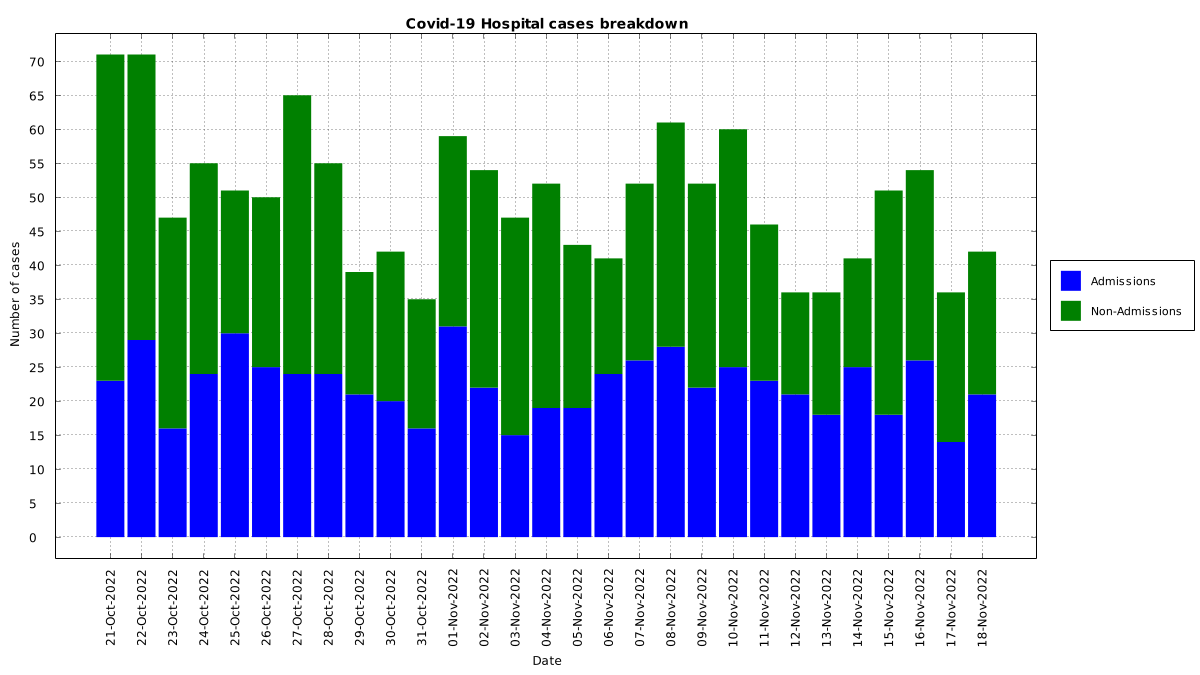 Covid-19 Hospital cases breakdown
70
65
60
55
50
45
40
35
30
25
20
15
10
5
0
Number of cases
21-Oct-2022
22-Oct-2022
23-Oct-2022
24-Oct-2022
25-Oct-2022
26-Oct-2022
27-Oct-2022
28-Oct-2022
29-Oct-2022
30-Oct-2022
31-Oct-2022
01-Nov-2022
02-Nov-2022
03-Nov-2022
04-Nov-2022
05-Nov-2022
06-Nov-2022
07-Nov-2022
08-Nov-2022
09-Nov-2022
10-Nov-2022
11-Nov-2022
12-Nov-2022
13-Nov-2022
14-Nov-2022
15-Nov-2022
16-Nov-2022
17-Nov-2022
18-Nov-2022
Date
Admissions
Non-Admissions